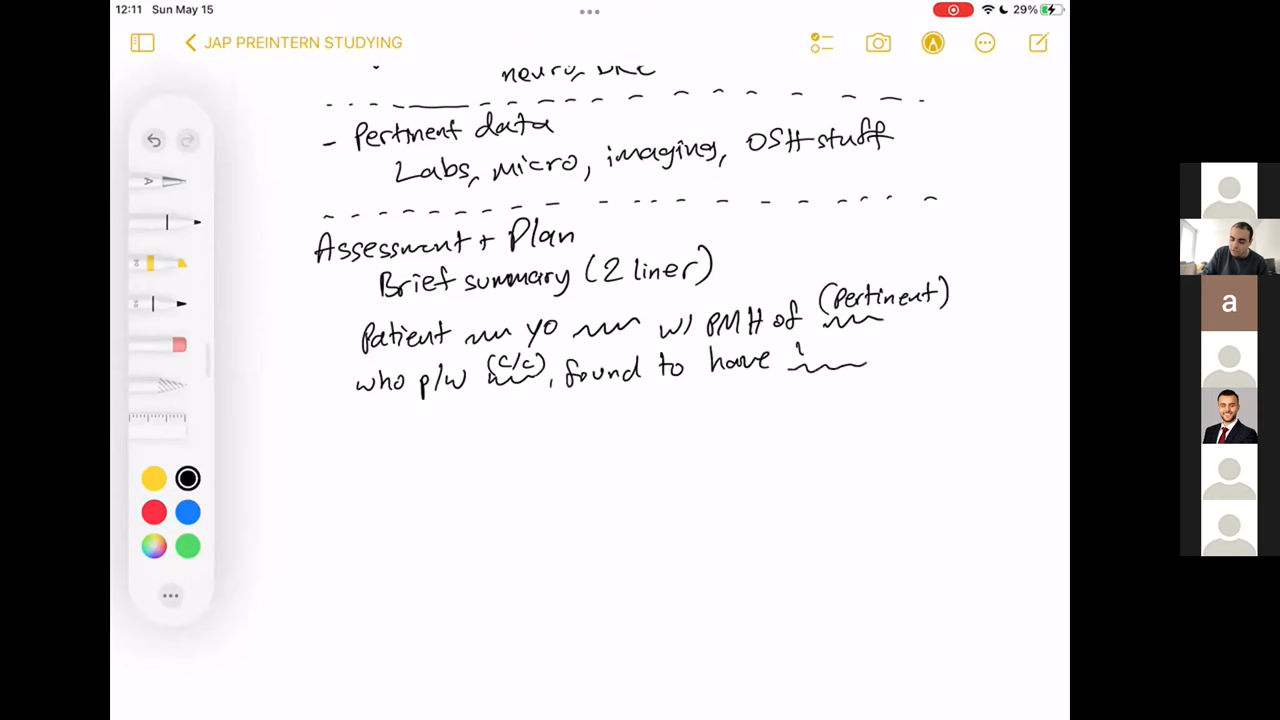 12:11 Sun May 15
29%
JAP PREINTERN STUDYING
neuro,
- Pertinent data
Labs, micro, imaging, OSH stuff
Assessment + Plan
Brief summary (2 liner)
Patient yo w/ PMH of (Pertinent)
who p/w (c/c), found to have
a